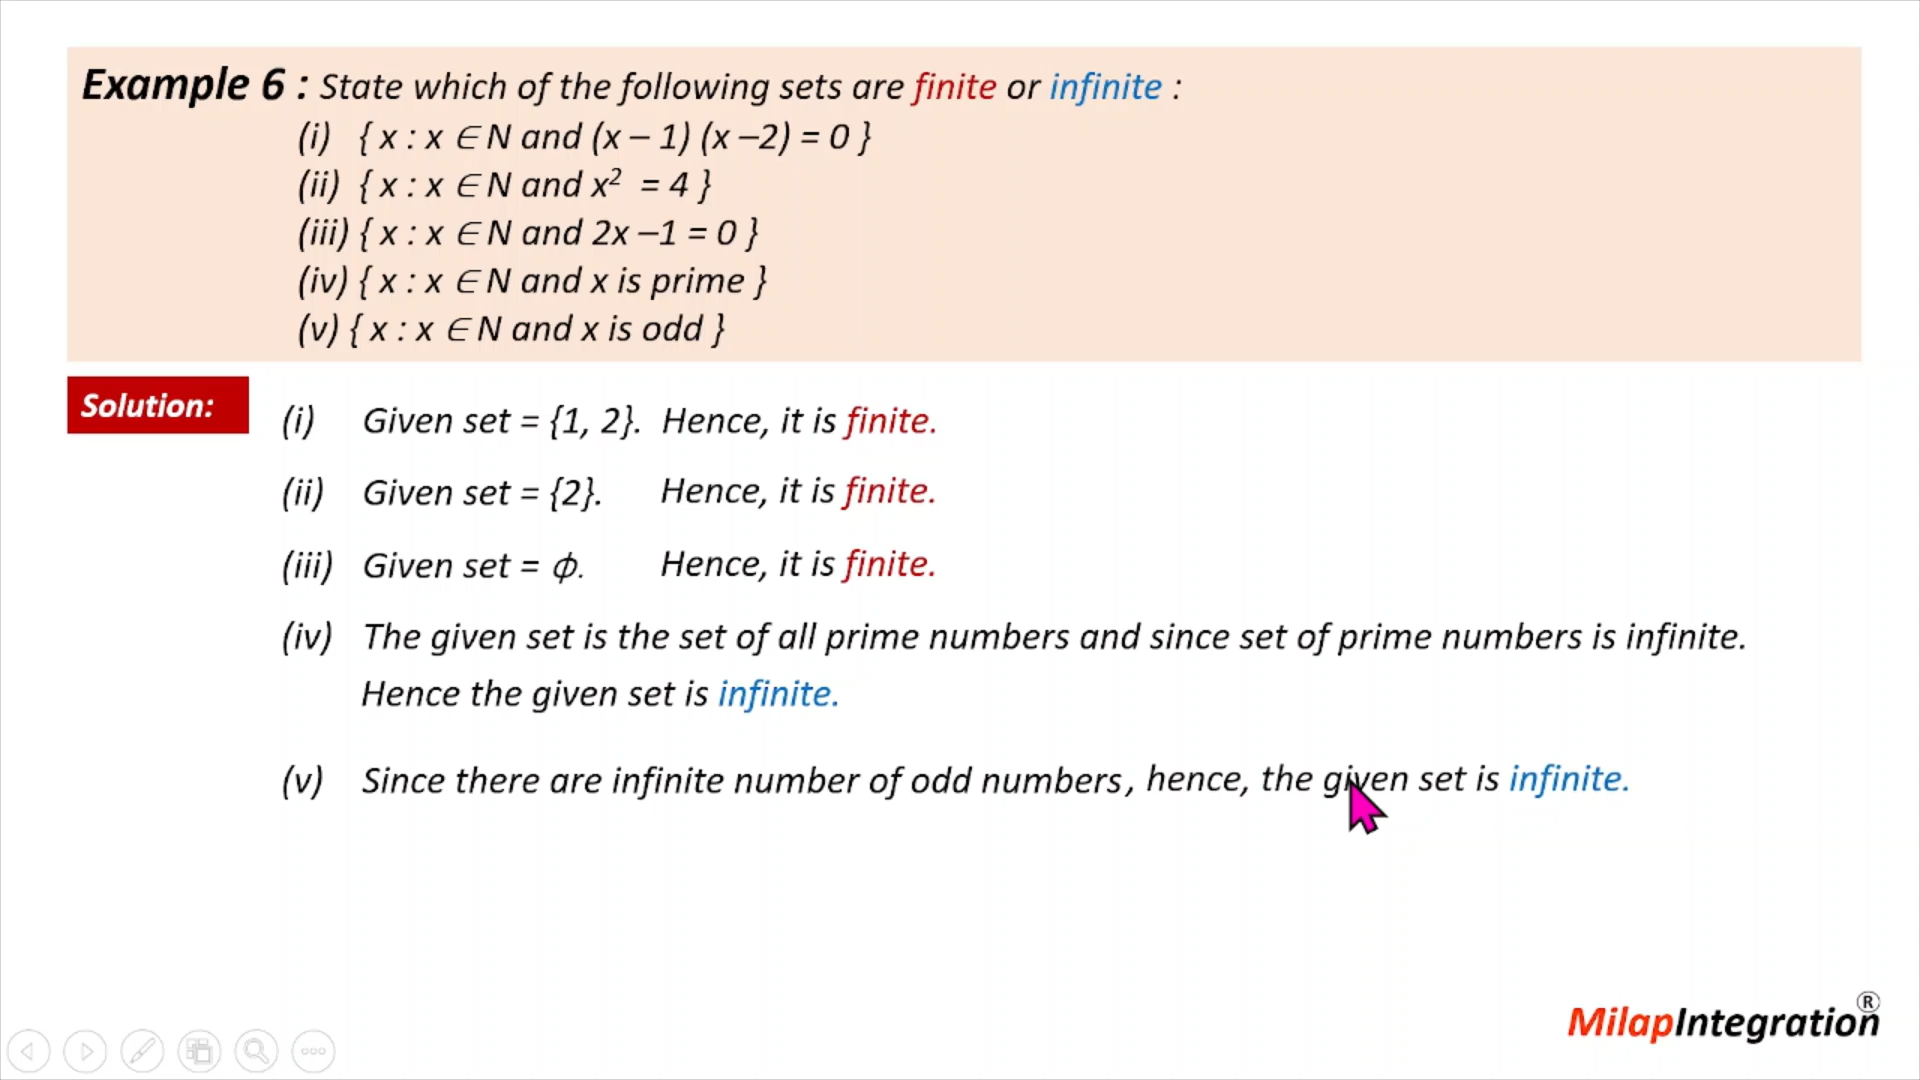 Example 6 : State which of the following sets are finite or infinite :
(i) { x : x ∈ N and (x – 1) (x –2) = 0 }
(ii) { x : x ∈ N and x² = 4 }
(iii) { x : x ∈ N and 2x –1 = 0 }
(iv) { x : x ∈ N and x is prime }
(v) { x : x ∈ N and x is odd }
Solution:
(i) Given set = {1, 2}. Hence, it is finite.
(ii) Given set = {2}. Hence, it is finite.
(iii) Given set = ϕ. Hence, it is finite.
(iv) The given set is the set of all prime numbers and since set of prime numbers is infinite.
Hence the given set is infinite.
(v) Since there are infinite number of odd numbers, hence, the given set is infinite.
MilapIntegration®